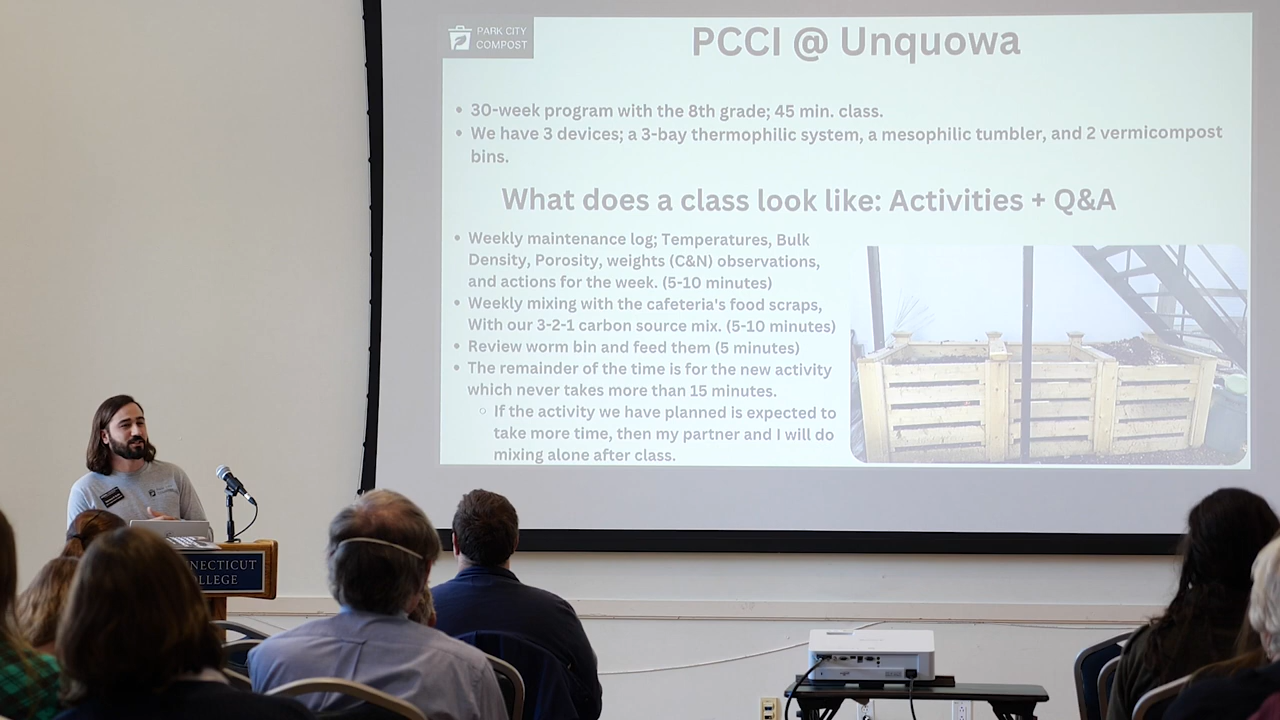 PARK CITY
COMPOST
PCCI @ Unquowa
• 30-week program with the 8th grade; 45 min. class.
• We have 3 devices; a 3-bay thermophilic system, a mesophilic tumbler, and 2 vermicompost
bins.
What does a class look like: Activities + Q&A
• Weekly maintenance log; Temperatures, Bulk
Density, Porosity, weights (C&N) observations,
and actions for the week. (5-10 minutes)
• Weekly mixing with the cafeteria's food scraps,
With our 3-2-1 carbon source mix. (5-10 minutes)
• Review worm bin and feed them (5 minutes)
• The remainder of the time is for the new activity
which never takes more than 15 minutes.
○ If the activity we have planned is expected to
take more time, then my partner and I will do
mixing alone after class.
NNECTICUT
LLEGE